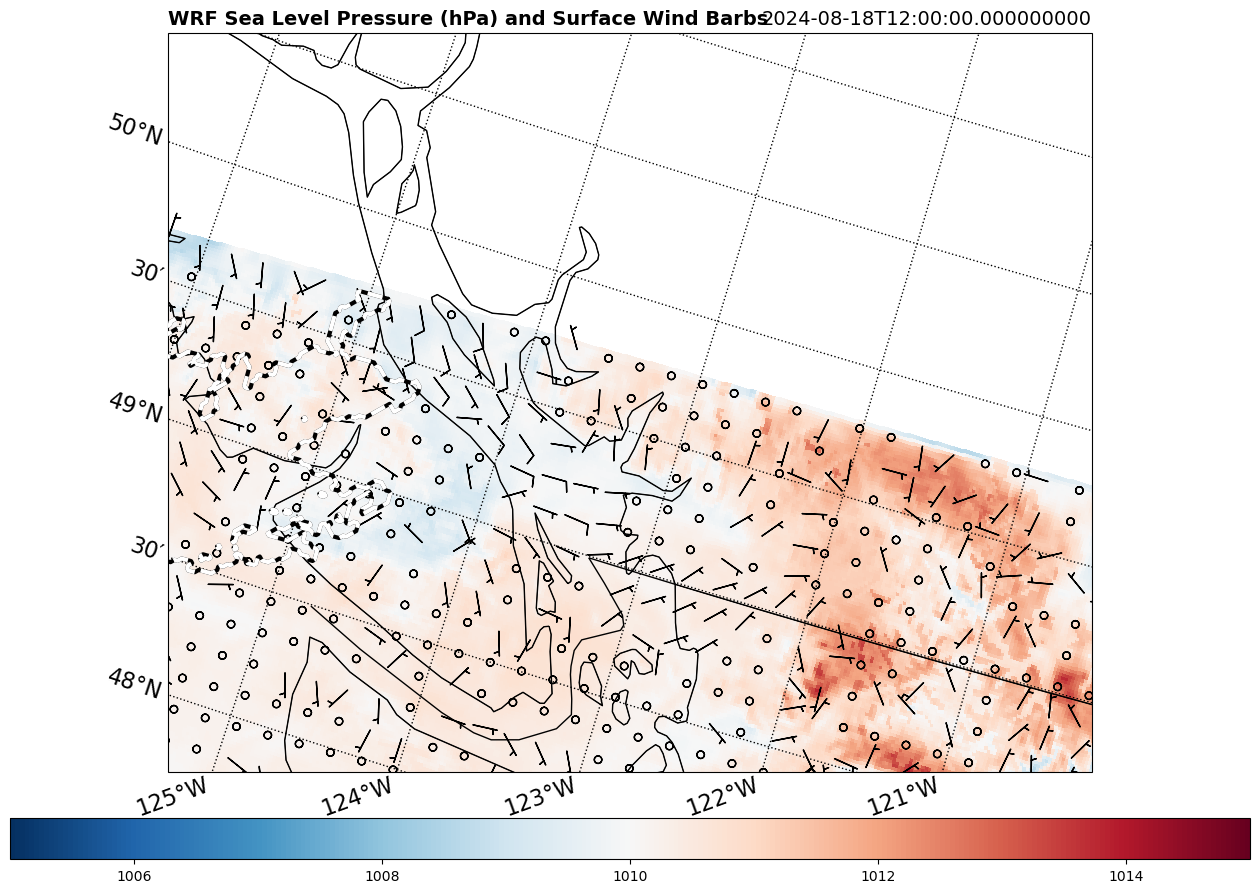 WRF Sea Level Pressure (hPa) and Surface Wind Barbs
2024-08-18T12:00:00.000000000
50°N
30′
49°N
30′
48°N
125°W 124°W 123°W 122°W 121°W
1006 1008 1010 1012 1014